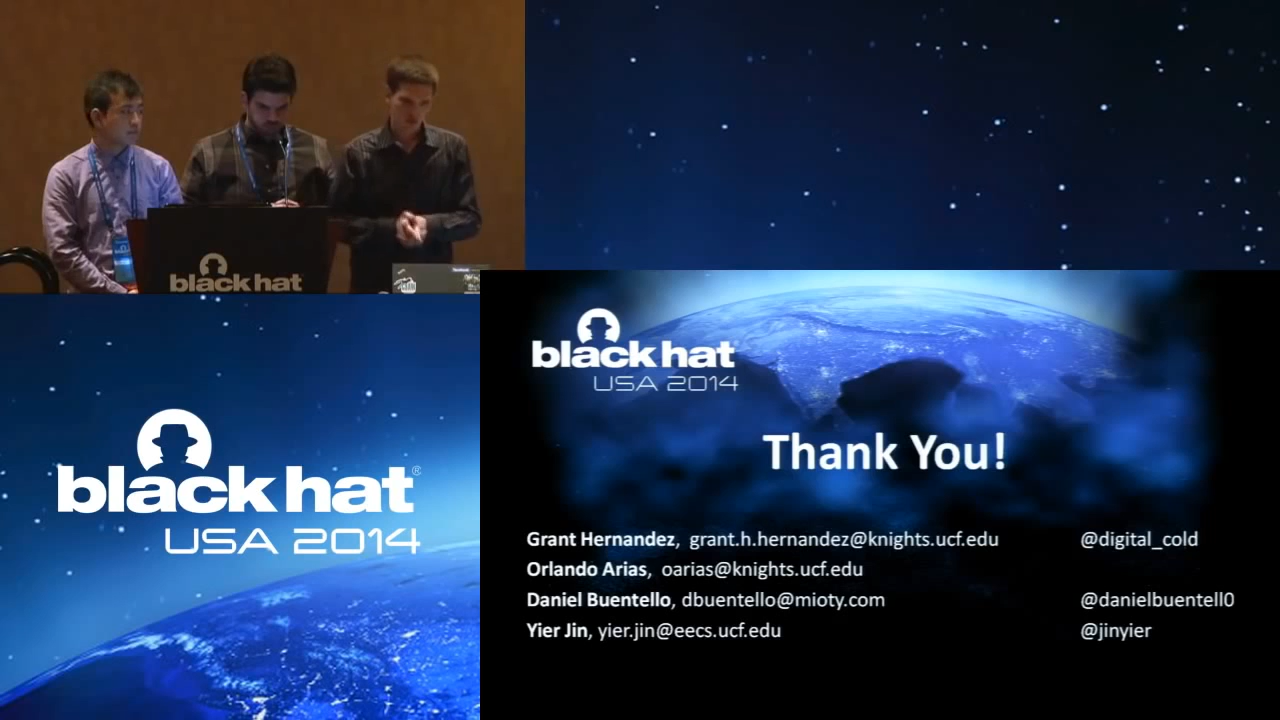 black hat
black hat®
USA 2014
black hat
USA 2014
Thank You!
Grant Hernandez, grant.h.hernandez@knights.ucf.edu @digital_cold
Orlando Arias, oarias@knights.ucf.edu
Daniel Buentello, dbuentello@mioty.com @danielbuentell0
Yier Jin, yier.jin@eecs.ucf.edu @jinyier